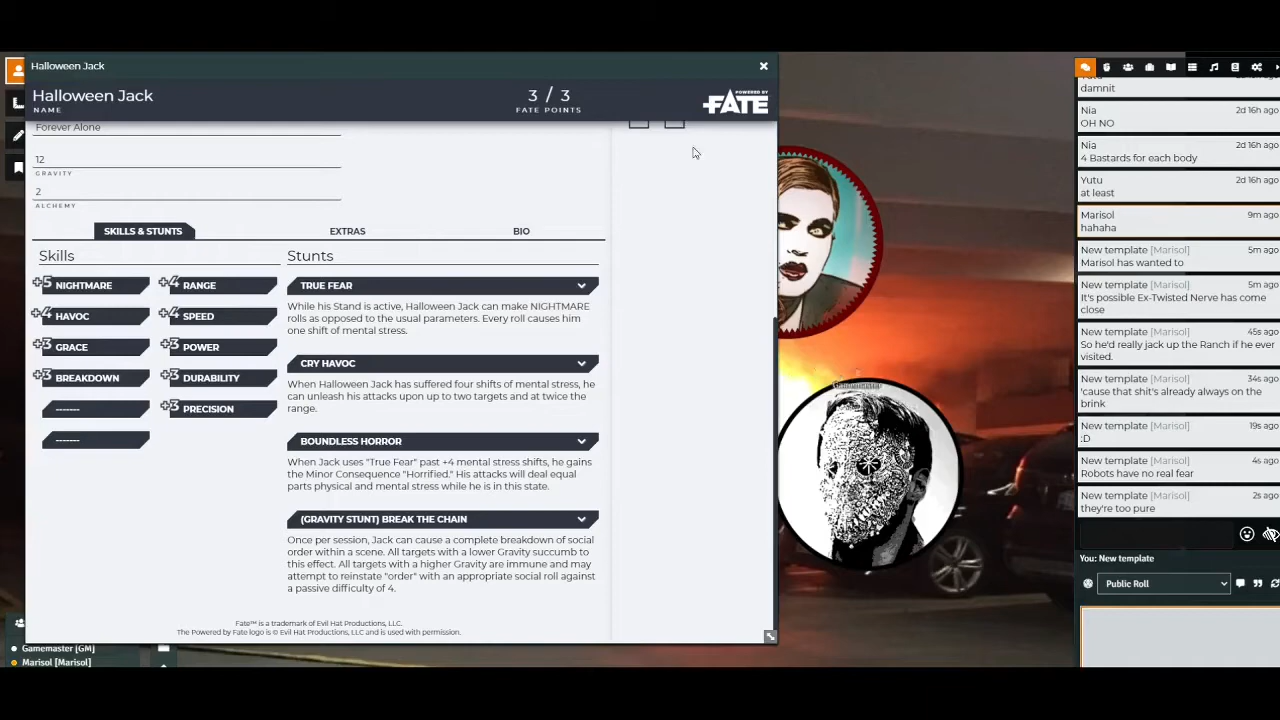 Halloween Jack
Halloween Jack
NAME
3 / 3
FATE POINTS
POWERED BY
FATE
Forever Alone
12
GRAVITY
2
ALCHEMY
SKILLS & STUNTS
EXTRAS
BIO
Skills
+5 NIGHTMARE
+4 RANGE
+4 HAVOC
+4 SPEED
+3 GRACE
+3 POWER
+3 BREAKDOWN
+3 DURABILITY
-------
+3 PRECISION
-------
Stunts
TRUE FEAR
While his Stand is active, Halloween Jack can make NIGHTMARE
rolls as opposed to the usual parameters. Every roll causes him
one shift of mental stress.
CRY HAVOC
When Halloween Jack has suffered four shifts of mental stress, he
can unleash his attacks upon up to two targets and at twice the
range.
BOUNDLESS HORROR
When Jack uses "True Fear" past +4 mental stress shifts, he gains
the Minor Consequence "Horrified." His attacks will deal equal
parts physical and mental stress while he is in this state.
(GRAVITY STUNT) BREAK THE CHAIN
Once per session, Jack can cause a complete breakdown of social
order within a scene. All targets with a lower Gravity succumb to
this effect. All targets with a higher Gravity are immune and may
attempt to reinstate "order" with an appropriate social roll against
a passive difficulty of 4.
Fate™ is a trademark of Evil Hat Productions, LLC.
The Powered by Fate logo is © Evil Hat Productions, LLC and is used with permission.
Gamemaster
Gamemaster [GM]
Marisol [Marisol]
damnit
Nia 2d 16h ago
OH NO
Nia 2d 16h ago
4 Bastards for each body
Yutu 2d 16h ago
at least
Marisol 9m ago
hahaha
New template [Marisol] 5m ago
Marisol has wanted to
New template [Marisol] 5m ago
It's possible Ex-Twisted Nerve has come
close
New template [Marisol] 45s ago
So he'd really jack up the Ranch if he ever
visited.
New template [Marisol] 34s ago
'cause that shit's already always on the
brink
New template [Marisol] 19s ago
:D
New template [Marisol] 4s ago
Robots have no real fear
New template [Marisol] 2s ago
they're too pure
You: New template
Public Roll